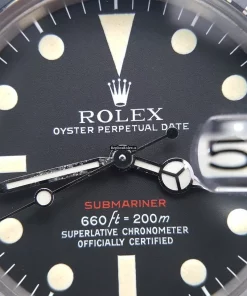 ROLEX
OYSTER PERPETUAL DATE
SUBMARINER
660ft = 200m
SUPERLATIVE CHRONOMETER
OFFICIALLY CERTIFIED